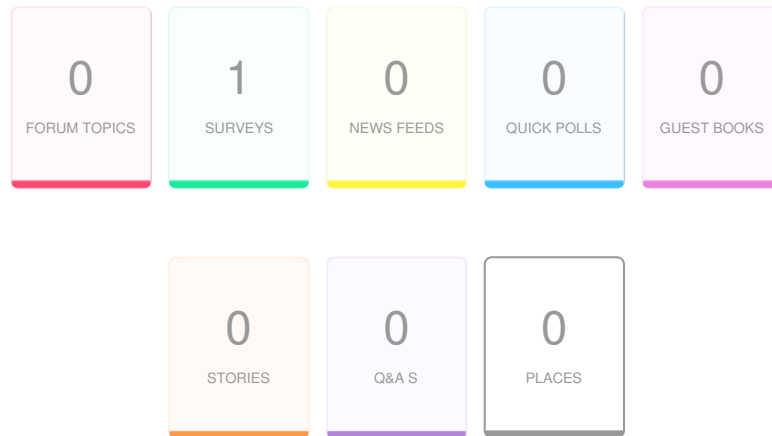 0
FORUM TOPICS
1
SURVEYS
0
NEWS FEEDS
0
QUICK POLLS
0
GUEST BOOKS
0
STORIES
0
Q&A S
0
PLACES